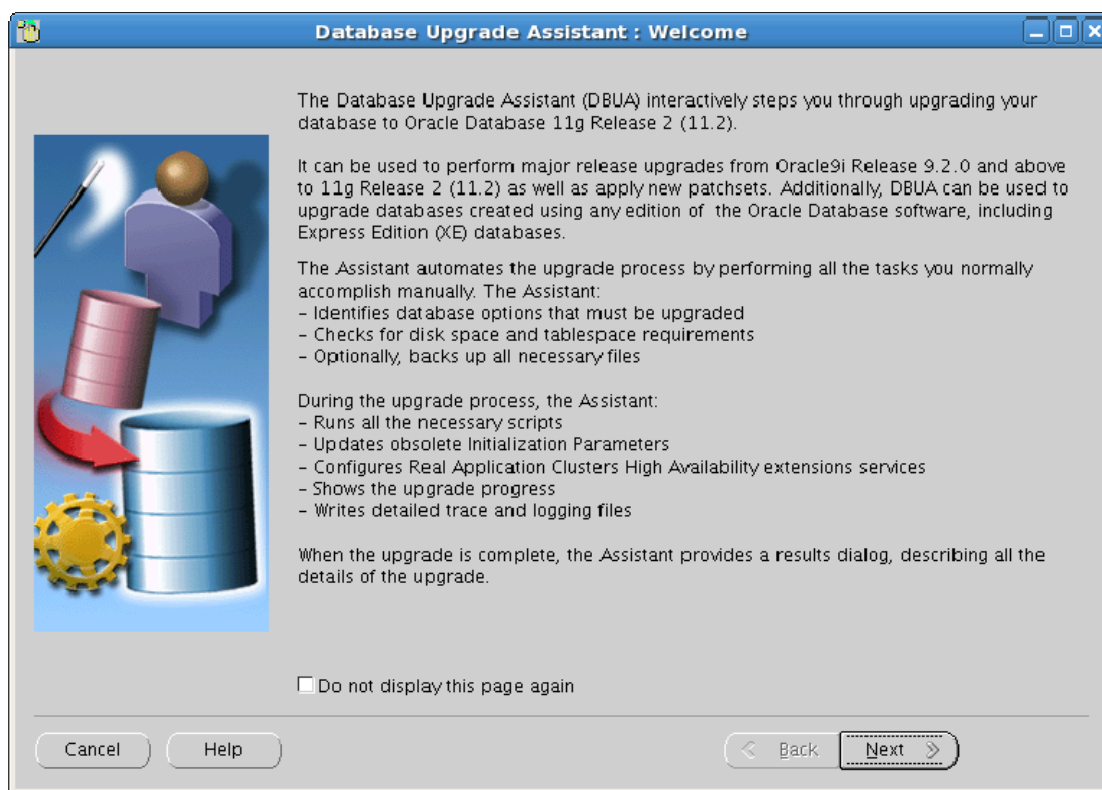 Database Upgrade Assistant : Welcome
The Database Upgrade Assistant (DBUA) interactively steps you through upgrading your
database to Oracle Database 11g Release 2 (11.2).
It can be used to perform major release upgrades from Oracle9i Release 9.2.0 and above
to 11g Release 2 (11.2) as well as apply new patchsets. Additionally, DBUA can be used to
upgrade databases created using any edition of the Oracle Database software, including
Express Edition (XE) databases.
The Assistant automates the upgrade process by performing all the tasks you normally
accomplish manually. The Assistant:
– Identifies database options that must be upgraded
– Checks for disk space and tablespace requirements
– Optionally, backs up all necessary files
During the upgrade process, the Assistant:
– Runs all the necessary scripts
– Updates obsolete Initialization Parameters
– Configures Real Application Clusters High Availability extensions services
– Shows the upgrade progress
– Writes detailed trace and logging files
When the upgrade is complete, the Assistant provides a results dialog, describing all the
details of the upgrade.
Do not display this page again
Cancel Help Back Next